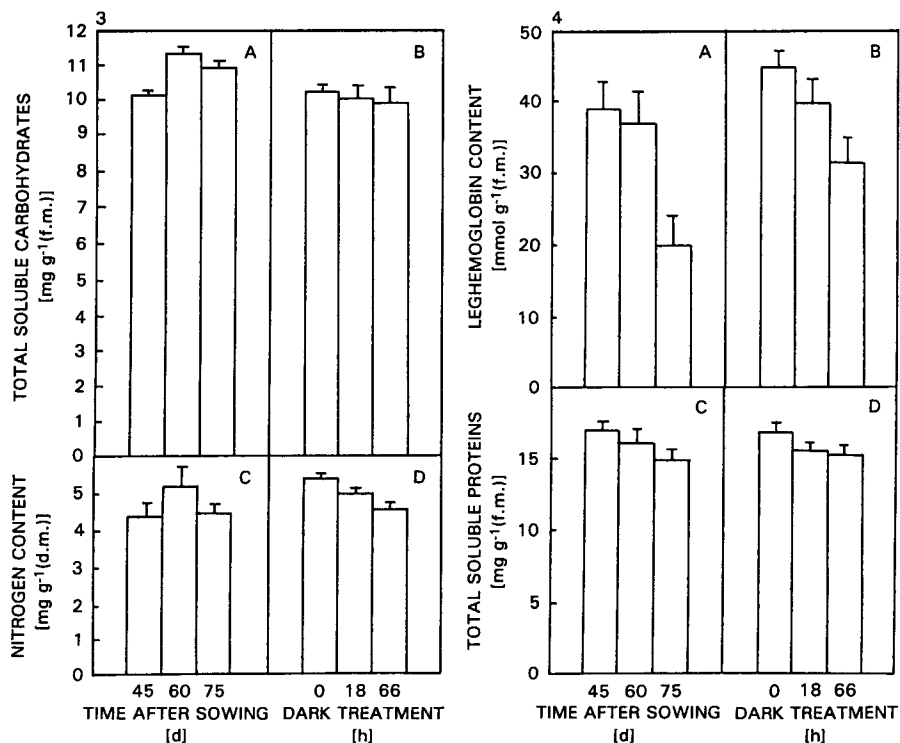 3
TOTAL SOLUBLE CARBOHYDRATES
[mg g⁻¹(f.m.)]
12
11
10
9
8
7
6
5
4
3
2
1
0
A
B
NITROGEN CONTENT
[mg g⁻¹(d.m.)]
5
4
3
2
1
0
C
D
45 60 75
0 18 66
TIME AFTER SOWING
[d]
DARK TREATMENT
[h]
4
LEGHEMOGLOBIN CONTENT
[mmol g⁻¹(f.m.)]
50
40
30
20
10
0
A
B
TOTAL SOLUBLE PROTEINS
[mg g⁻¹(f.m.)]
15
10
5
0
C
D
45 60 75
0 18 66
TIME AFTER SOWING
[d]
DARK TREATMENT
[h]